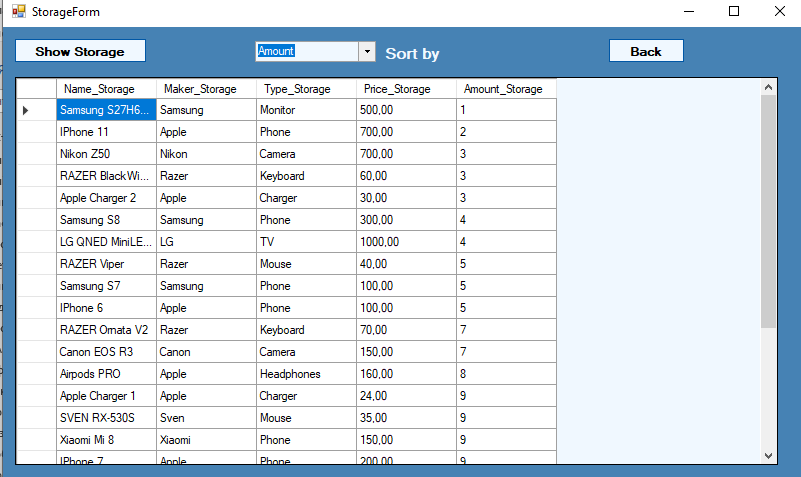 StorageForm
Show Storage Amount Sort by Back
Name_Storage Maker_Storage Type_Storage Price_Storage Amount_Storage
Samsung S27H6... Samsung Monitor 500,00 1
IPhone 11 Apple Phone 700,00 2
Nikon Z50 Nikon Camera 700,00 3
RAZER BlackWi... Razer Keyboard 60,00 3
Apple Charger 2 Apple Charger 30,00 3
Samsung S8 Samsung Phone 300,00 4
LG QNED MiniLE... LG TV 1000,00 4
RAZER Viper Razer Mouse 40,00 5
Samsung S7 Samsung Phone 100,00 5
IPhone 6 Apple Phone 100,00 5
RAZER Ornata V2 Razer Keyboard 70,00 7
Canon EOS R3 Canon Camera 150,00 7
Airpods PRO Apple Headphones 160,00 8
Apple Charger 1 Apple Charger 24,00 9
SVEN RX-530S Sven Mouse 35,00 9
Xiaomi Mi 8 Xiaomi Phone 150,00 9
IPhone 7 Apple Phone 200,00 9